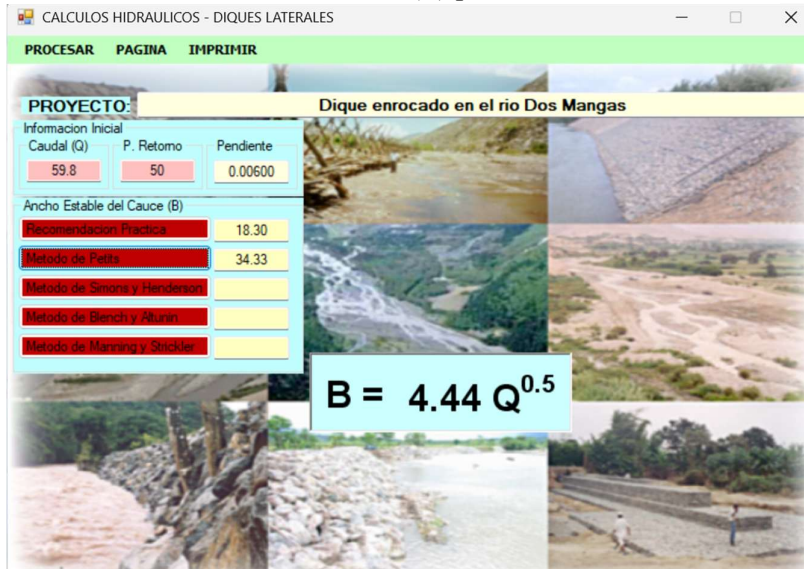 CALCULOS HIDRAULICOS - DIQUES LATERALES
PROCESAR PAGINA IMPRIMIR
PROYECTO: Dique enrocado en el rio Dos Mangas
Informacion Inicial
Caudal (Q) P. Retorno Pendiente
59.8 50 0.00600
Ancho Estable del Cauce (B)
Recomendacion Practica 18.30
Metodo de Petits 34.33
Metodo de Simons y Henderson
Metodo de Blench y Altunin
Metodo de Manning y Strickler
B = 4.44 Q^0.5